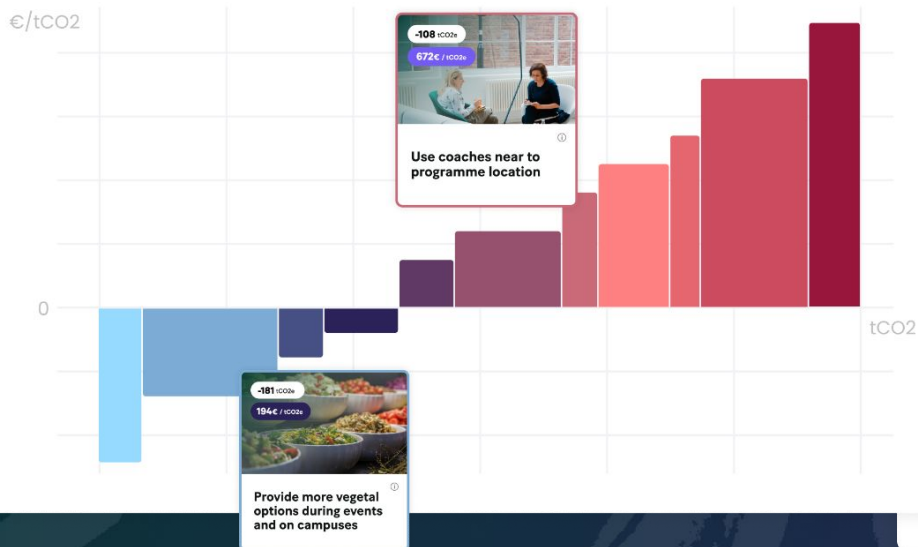 €/tCO2
-108 tCO2e
672€ / tCO2e
Use coaches near to
programme location
0
tCO2
-181 tCO2e
194€ / tCO2e
Provide more vegetal
options during events
and on campuses